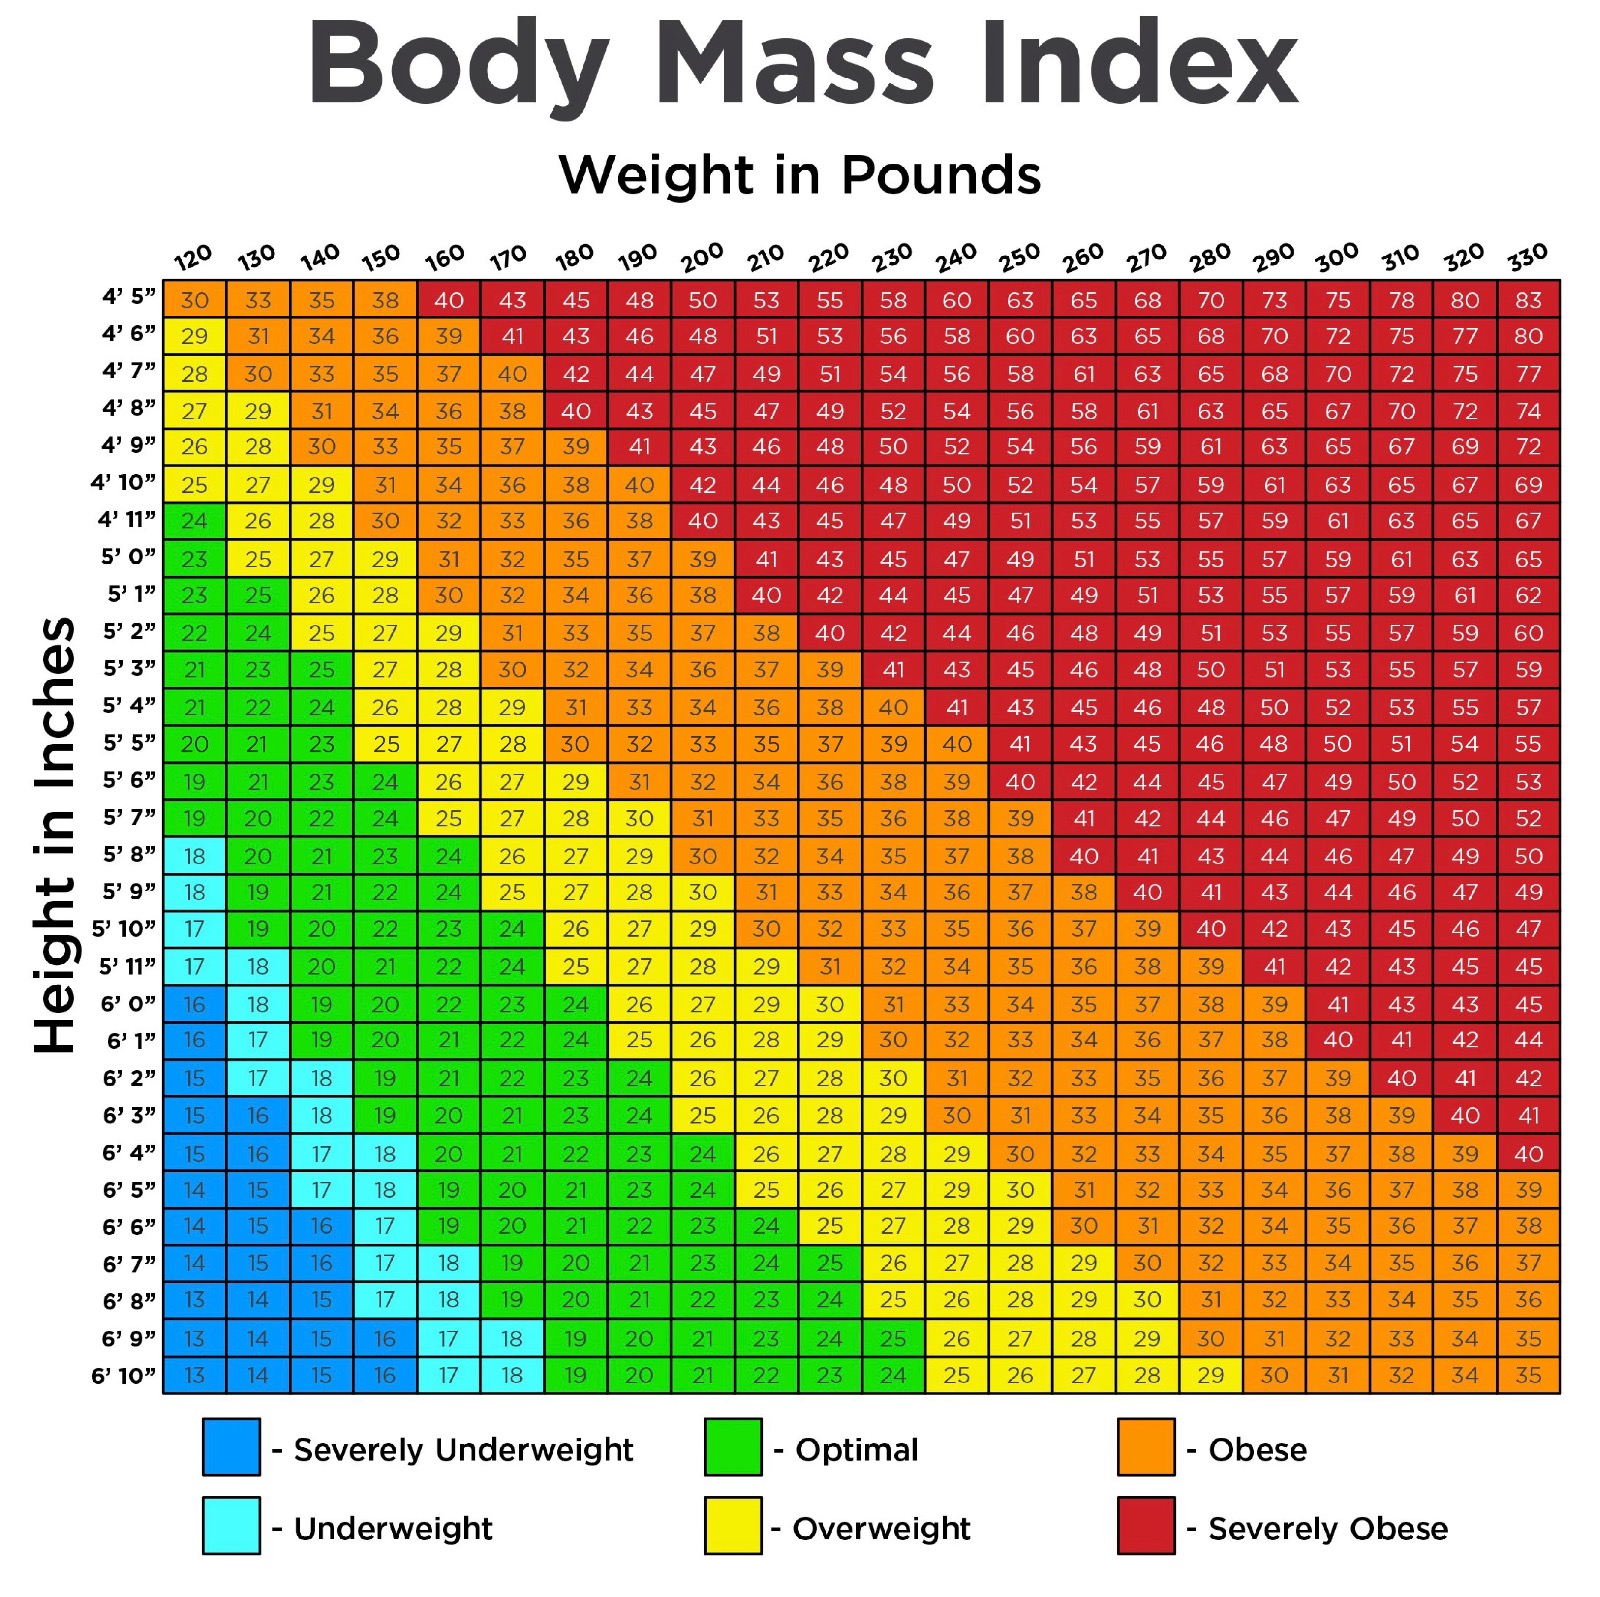 Body Mass Index
Weight in Pounds
120 130 140 150 160 170 180 190 200 210 220 230 240 250 260 270 280 290 300 310 320 330
Height in Inches
4’ 5” 30 33 35 38 40 43 45 48 50 53 55 58 60 63 65 68 70 73 75 78 80 83
4’ 6” 29 31 34 36 39 41 43 46 48 51 53 56 58 60 63 65 68 70 72 75 77 80
4’ 7” 28 30 33 35 37 40 42 44 47 49 51 54 56 58 61 63 65 68 70 72 75 77
4’ 8” 27 29 31 34 36 38 40 43 45 47 49 52 54 56 58 61 63 65 67 70 72 74
4’ 9” 26 28 30 33 35 37 39 41 43 46 48 50 52 54 56 59 61 63 65 67 69 72
4’ 10” 25 27 29 31 34 36 38 40 42 44 46 48 50 52 54 57 59 61 63 65 67 69
4’ 11” 24 26 28 30 32 33 36 38 40 43 45 47 49 51 53 55 57 59 61 63 65 67
5’ 0” 23 25 27 29 31 32 35 37 39 41 43 45 47 49 51 53 55 57 59 61 63 65
5’ 1” 23 25 26 28 30 32 34 36 38 40 42 44 45 47 49 51 53 55 57 59 61 62
5’ 2” 22 24 25 27 29 31 33 35 37 38 40 42 44 46 48 49 51 53 55 57 59 60
5’ 3” 21 23 25 27 28 30 32 34 36 37 39 41 43 45 46 48 50 51 53 55 57 59
5’ 4” 21 22 24 26 28 29 31 33 34 36 38 40 41 43 45 46 48 50 52 53 55 57
5’ 5” 20 21 23 25 27 28 30 32 33 35 37 39 40 41 43 45 46 48 50 51 54 55
5’ 6” 19 21 23 24 26 27 29 31 32 34 36 38 39 40 42 44 45 47 49 50 52 53
5’ 7” 19 20 22 24 25 27 28 30 31 33 35 36 38 39 41 42 44 46 47 49 50 52
5’ 8” 18 20 21 23 24 26 27 29 30 32 34 35 37 38 40 41 43 44 46 47 49 50
5’ 9” 18 19 21 22 24 25 27 28 30 31 33 34 36 37 38 40 41 43 44 46 47 49
5’ 10” 17 19 20 22 23 24 26 27 29 30 32 33 35 36 37 39 40 42 43 45 46 47
5’ 11” 17 18 20 21 22 24 25 27 28 29 31 32 34 35 36 38 39 41 42 43 45 45
6’ 0” 16 18 19 20 22 23 24 26 27 29 30 31 33 34 35 37 38 39 41 43 43 45
6’ 1” 16 17 19 20 21 22 24 25 26 28 29 30 32 33 34 36 37 38 40 41 42 44
6’ 2” 15 17 18 19 21 22 23 24 26 27 28 30 31 32 33 35 36 37 39 40 41 42
6’ 3” 15 16 18 19 20 21 23 24 25 26 28 29 30 31 33 34 35 36 38 39 40 41
6’ 4” 15 16 17 18 20 21 22 23 24 26 27 28 29 30 32 33 34 35 37 38 39 40
6’ 5” 14 15 17 18 19 20 21 23 24 25 26 27 29 30 31 32 33 34 36 37 38 39
6’ 6” 14 15 16 17 19 20 21 22 23 24 25 27 28 29 30 31 32 34 35 36 37 38
6’ 7” 14 15 16 17 18 19 20 21 23 24 25 26 27 28 29 30 32 33 34 35 36 37
6’ 8” 13 14 15 17 18 19 20 21 22 23 24 25 26 28 29 30 31 32 33 34 35 36
6’ 9” 13 14 15 16 17 18 19 20 21 23 24 25 26 27 28 29 30 31 32 33 34 35
6’ 10” 13 14 15 16 17 18 19 20 21 22 23 24 25 26 27 28 29 30 31 32 34 35
- Severely Underweight - Optimal - Obese
- Underweight - Overweight - Severely Obese